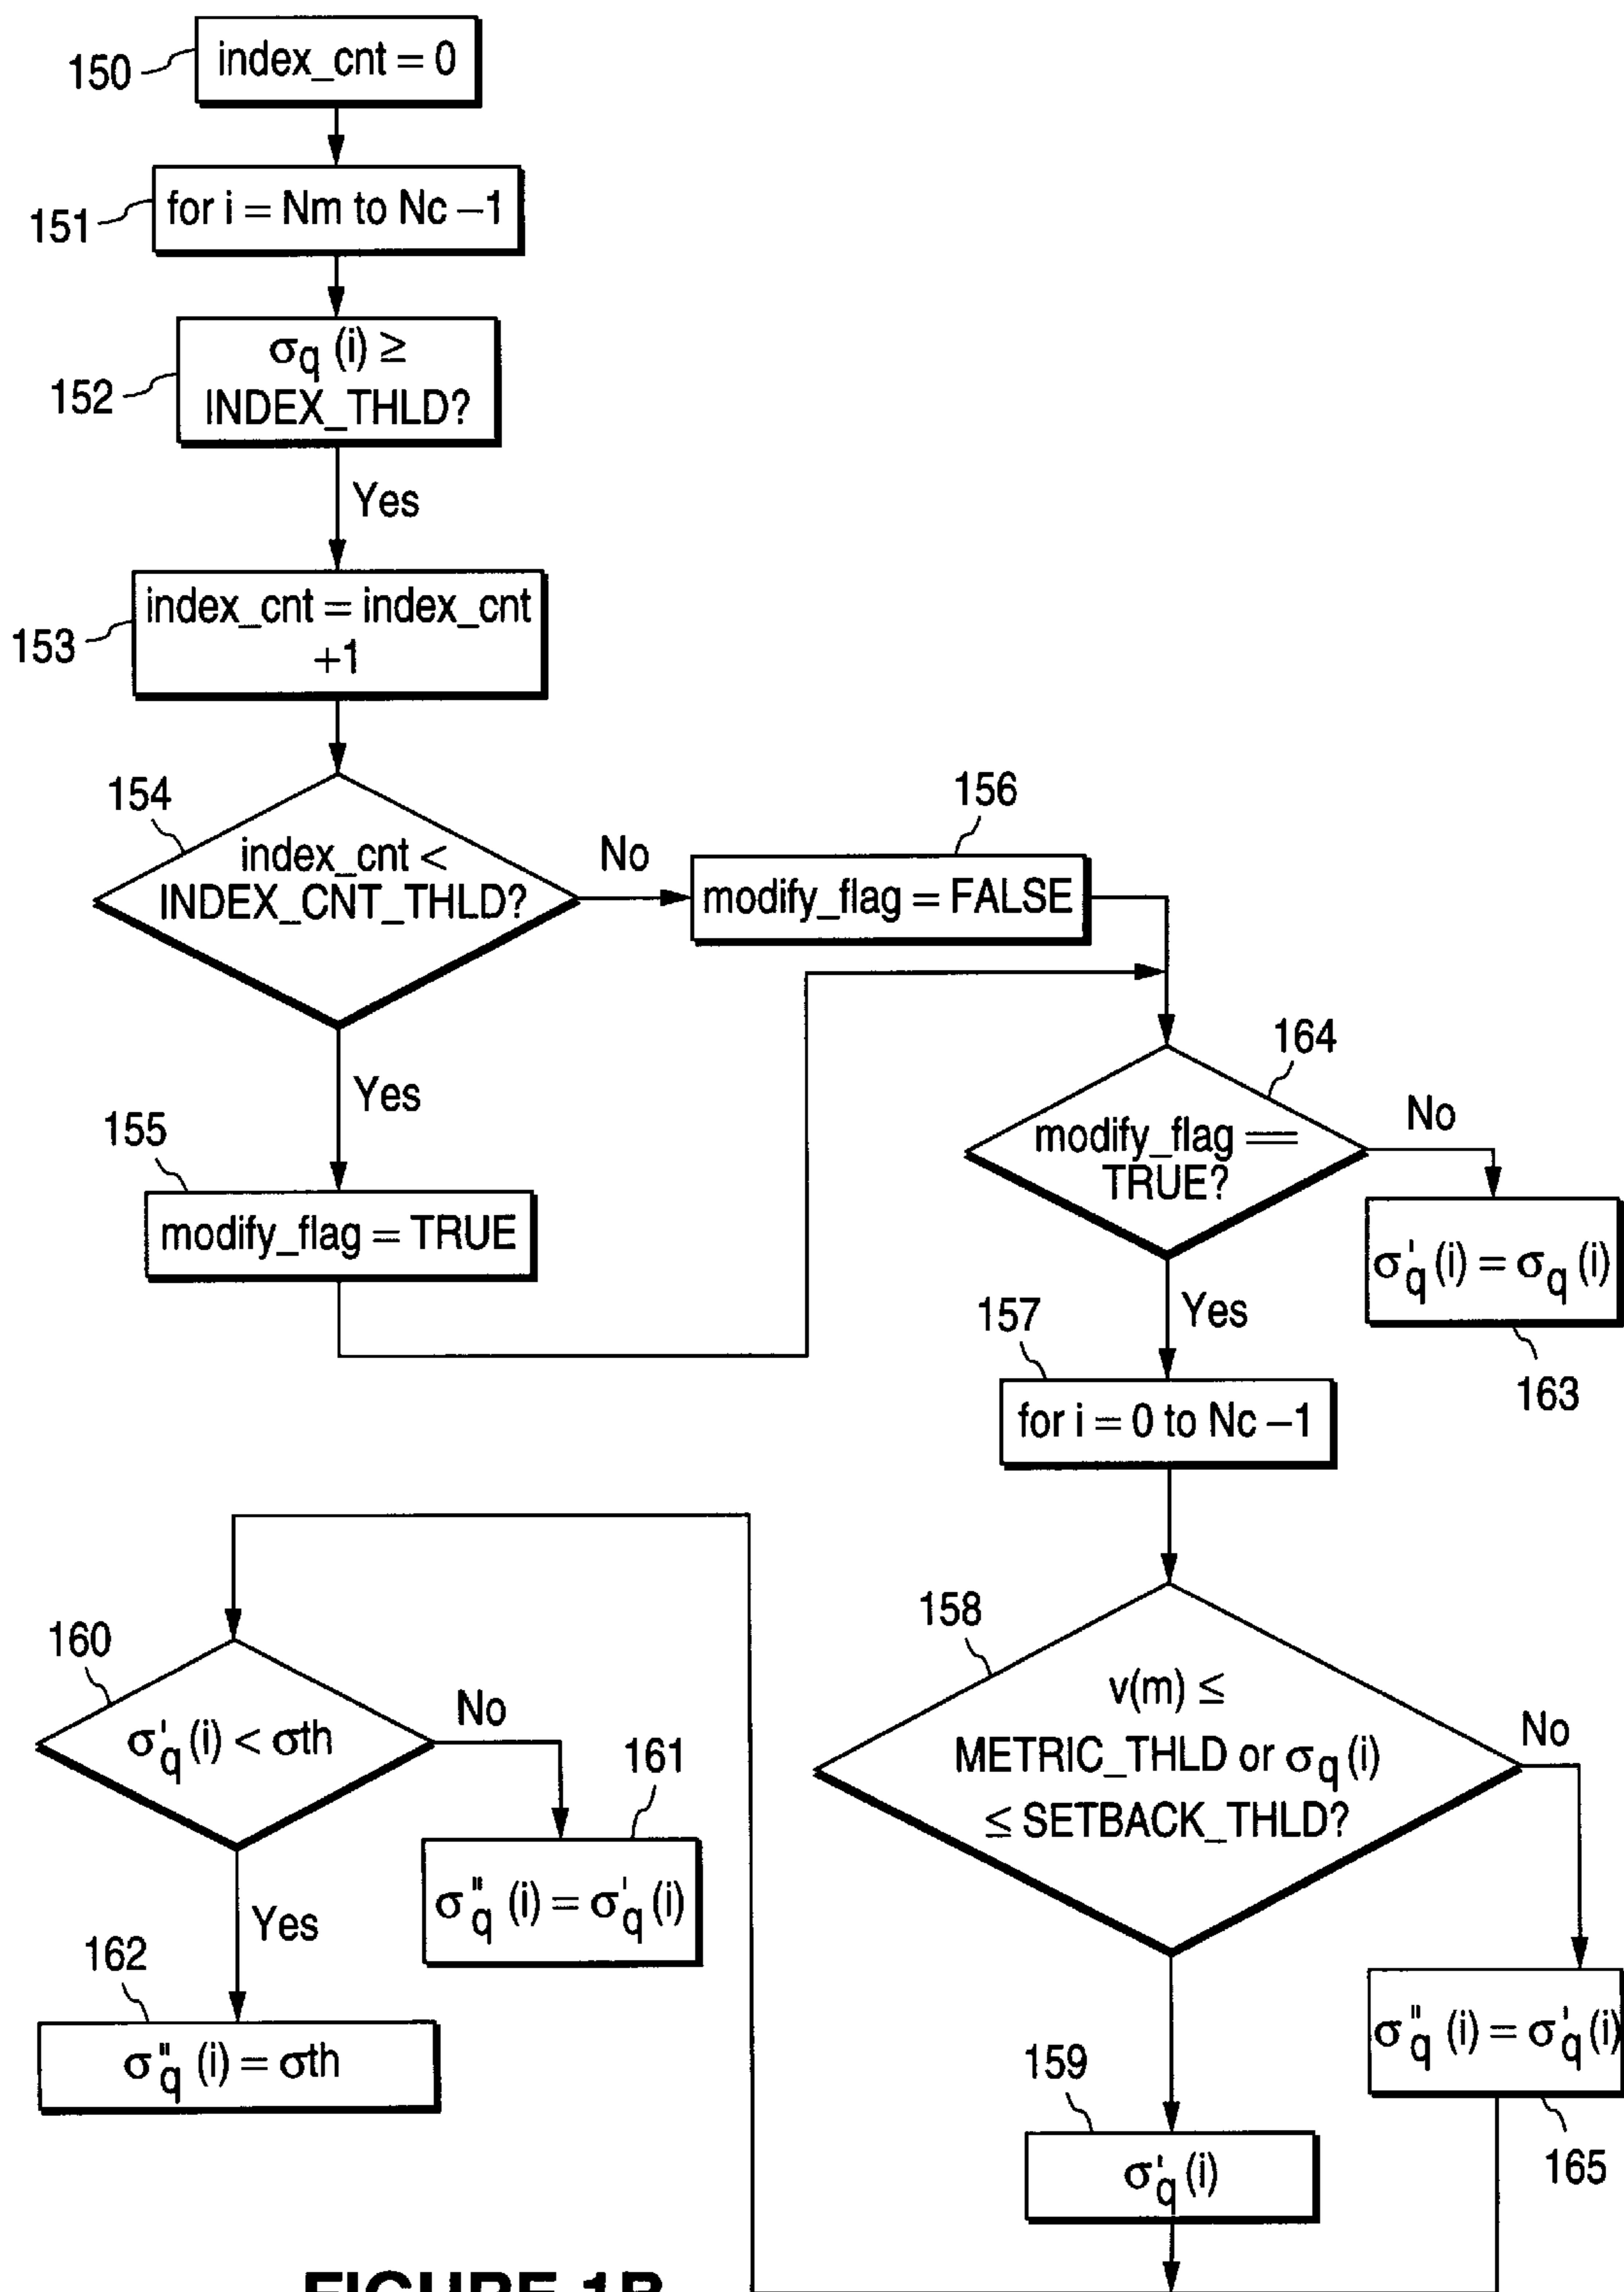 150
index_cnt = 0
151
for i = Nm to Nc –1
152
σq (i) ≥
INDEX_THLD?
Yes
153
index_cnt = index_cnt
+1
154
index_cnt <
INDEX_CNT_THLD?
No
156
modify_flag = FALSE
Yes
155
modify_flag = TRUE
164
modify_flag ==
TRUE?
No
σ'q (i) = σq (i)
163
Yes
157
for i = 0 to Nc –1
158
v(m) ≤
METRIC_THLD or σq (i)
≤ SETBACK_THLD?
No
σ"q (i) = σ'q (i)
165
159
σ'q (i)
160
σ'q (i) < σth
No
161
σ"q (i) = σ'q (i)
Yes
162
σ"q (i) = σth
FIGURE 1B